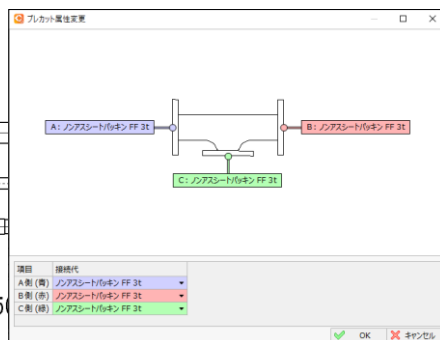 プレカット属性変更
A: ノンアスシートパッキン FF 3t
B: ノンアスシートパッキン FF 3t
C: ノンアスシートパッキン FF 3t
項目 接続代
A側 (青) ノンアスシートパッキン FF 3t
B側 (赤) ノンアスシートパッキン FF 3t
C側 (緑) ノンアスシートパッキン FF 3t
OK キャンセル